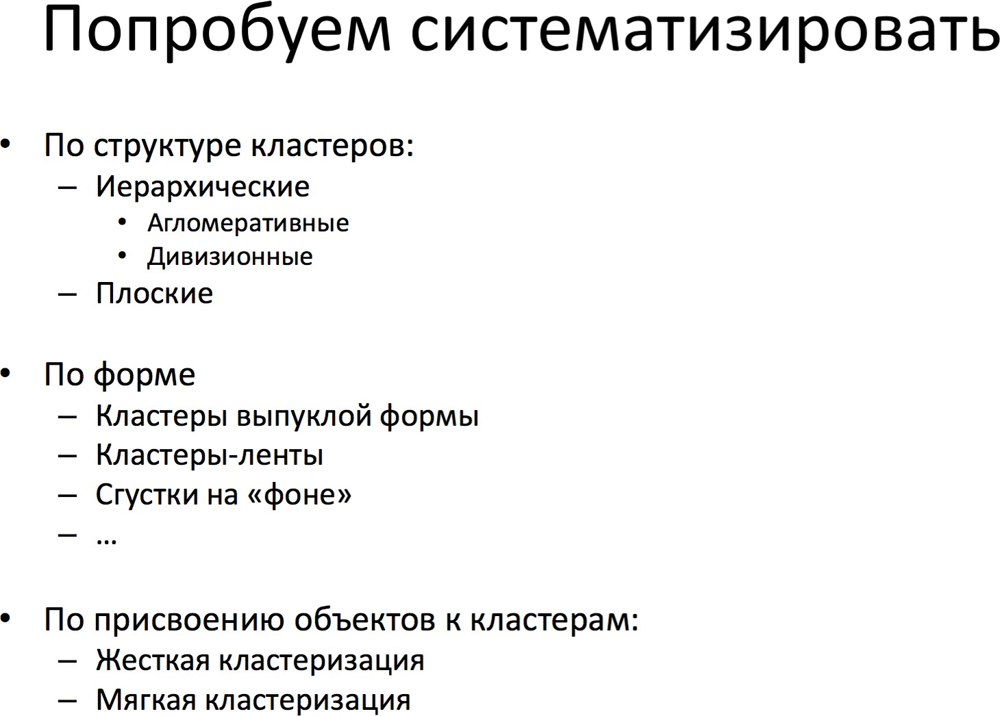 Попробуем систематизировать
• По структуре кластеров:
– Иерархические
• Агломеративные
• Дивизионные
– Плоские
• По форме
– Кластеры выпуклой формы
– Кластеры-ленты
– Сгустки на «фоне»
– ...
• По присвоению объектов к кластерам:
– Жесткая кластеризация
– Мягкая кластеризация